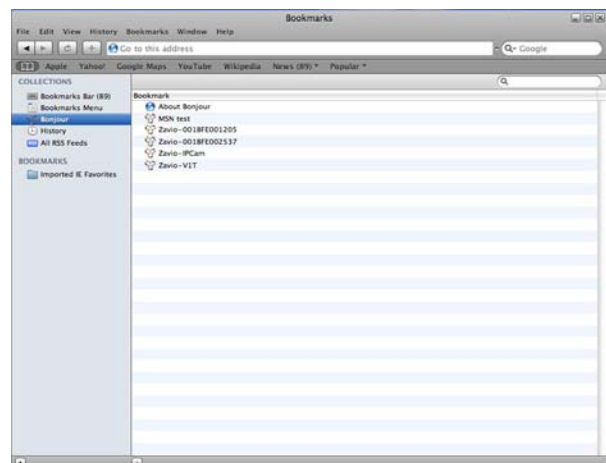 Bookmarks
File Edit View History Bookmarks Window Help
Go to this address
Google
Apple Yahoo! Google Maps YouTube Wikipedia News (89) Popular
COLLECTIONS
Bookmarks Bar (89)
Bookmarks Menu
Bonjour
History
All RSS Feeds
BOOKMARKS
Imported IE Favorites
Bookmark
About Bonjour
MSN test
Zavio-001BFE001205
Zavio-001BFE002537
Zavio-IPCam
Zavio-V1T